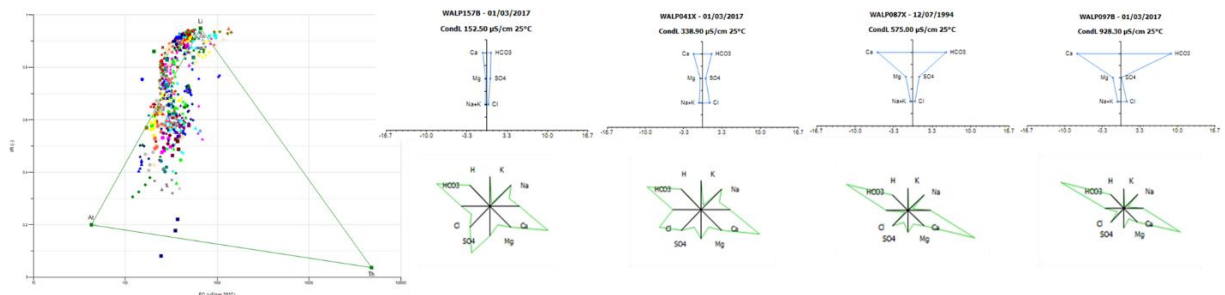 WALP157B - 01/03/2017
CondL 152.50 µS/cm 25°C
Ca HCO3
Mg SO4
Na+K Cl
-16.7 -10.0 -3.3 3.3 10.0 16.7
WALP041X - 01/03/2017
CondL 338.90 µS/cm 25°C
Ca HCO3
Mg SO4
Na+K Cl
-16.7 -10.0 -3.3 3.3 10.0 16.7
WALP087X - 12/07/1994
CondL 575.00 µS/cm 25°C
Ca HCO3
Mg SO4
Na+K Cl
-16.7 -10.0 -3.3 3.3 10.0 16.7
WALP097B - 01/03/2017
CondL 928.30 µS/cm 25°C
Ca HCO3
Mg SO4
Na+K Cl
-16.7 -10.0 -3.3 3.3 10.0 16.7
Li
At
Th
H K
HCO3 Na
Cl Ca
SO4 Mg
H K
HCO3 Na
Cl Ca
SO4 Mg
H K
HCO3 Na
Cl Ca
SO4 Mg
H K
HCO3 Na
Cl Ca
SO4 Mg